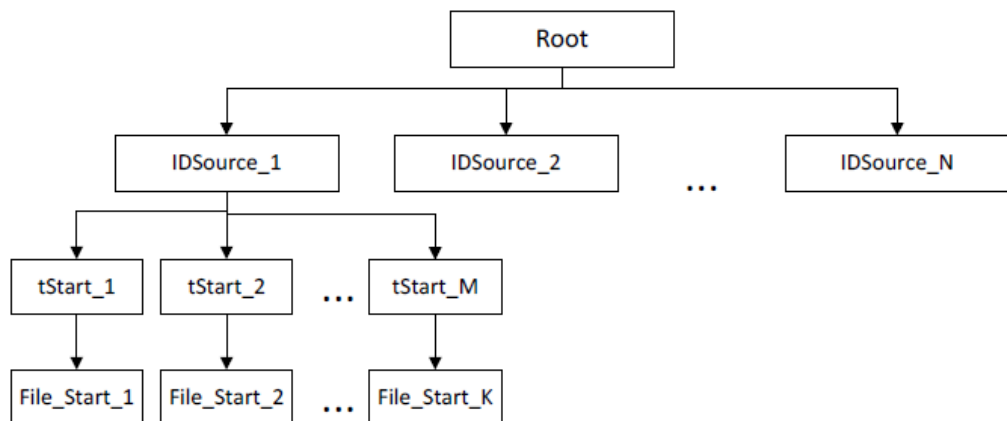 Root
IDSource_1
IDSource_2
...
IDSource_N
tStart_1
tStart_2
...
tStart_M
File_Start_1
File_Start_2
...
File_Start_K